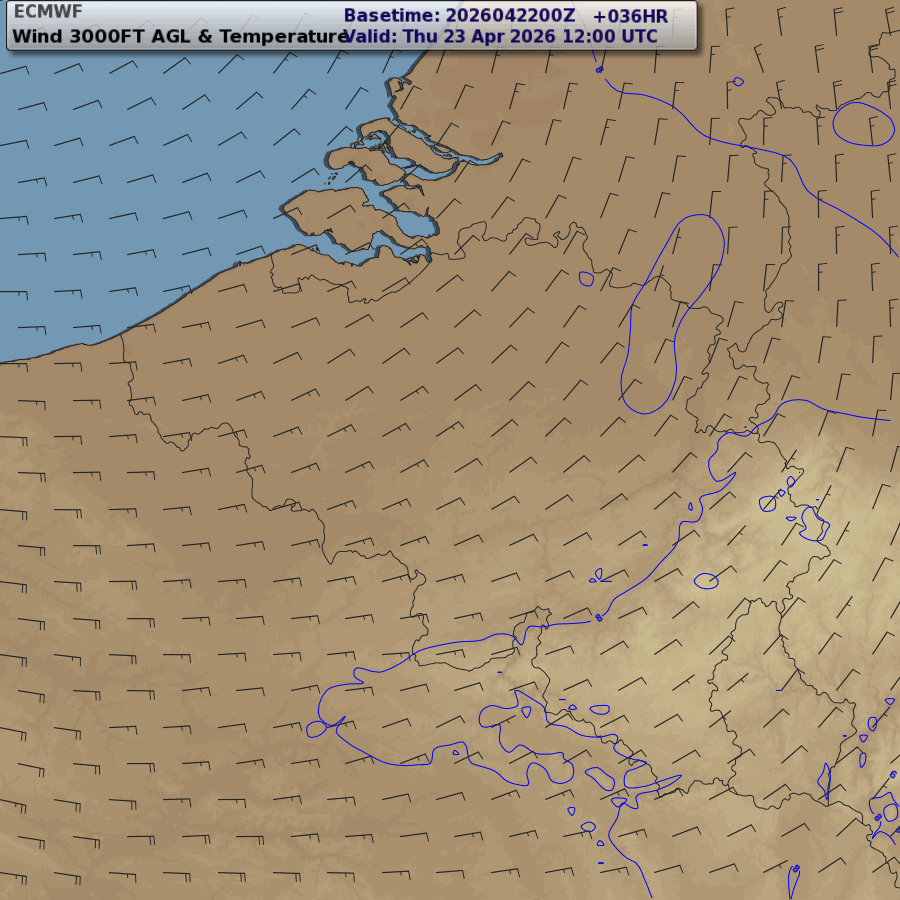 ECMWF
Basetime: 2026042200Z +036HR
Wind 3000FT AGL & Temperature
Valid: Thu 23 Apr 2026 12:00 UTC